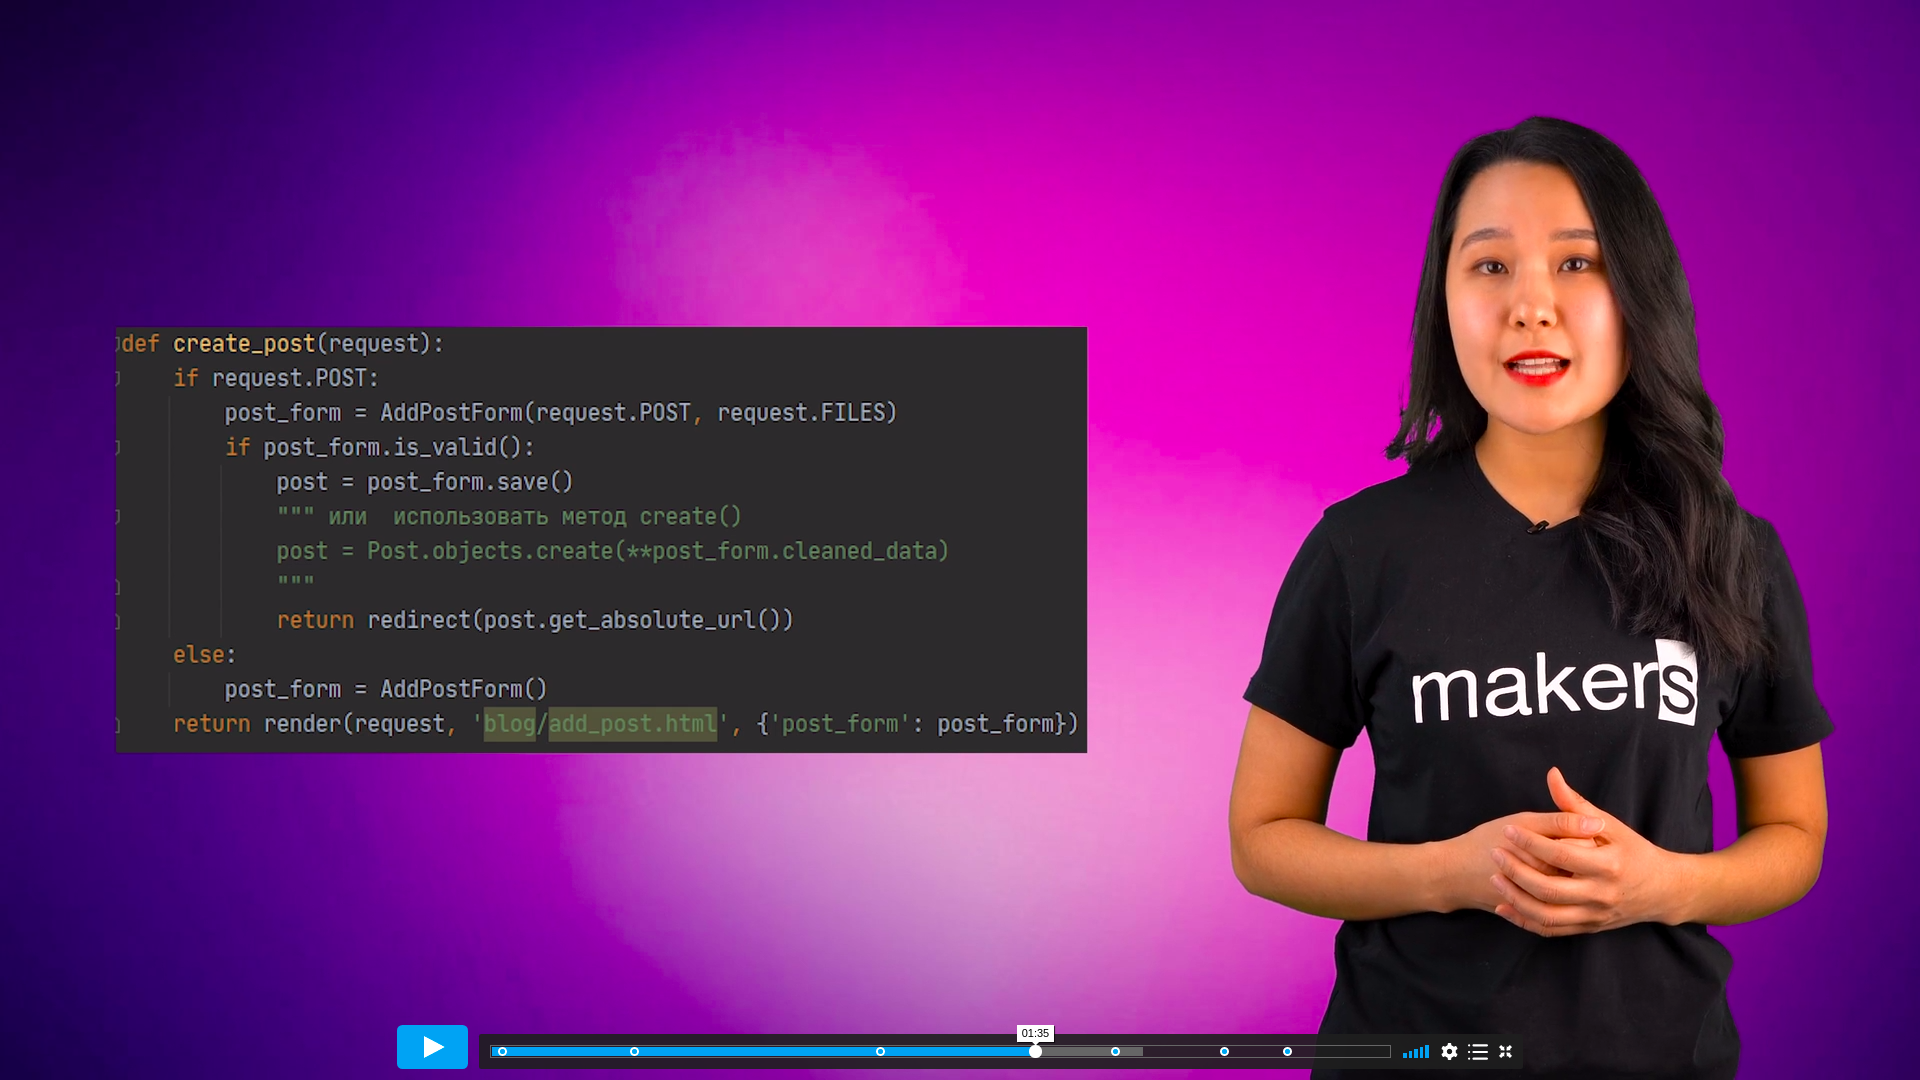 def create_post(request):
    if request.POST:
        post_form = AddPostForm(request.POST, request.FILES)
        if post_form.is_valid():
            post = post_form.save()
            """ или  использовать метод create()
            post = Post.objects.create(**post_form.cleaned_data)
            """
            return redirect(post.get_absolute_url())
    else:
        post_form = AddPostForm()
    return render(request, 'blog/add_post.html', {'post_form': post_form})
makers
01:35